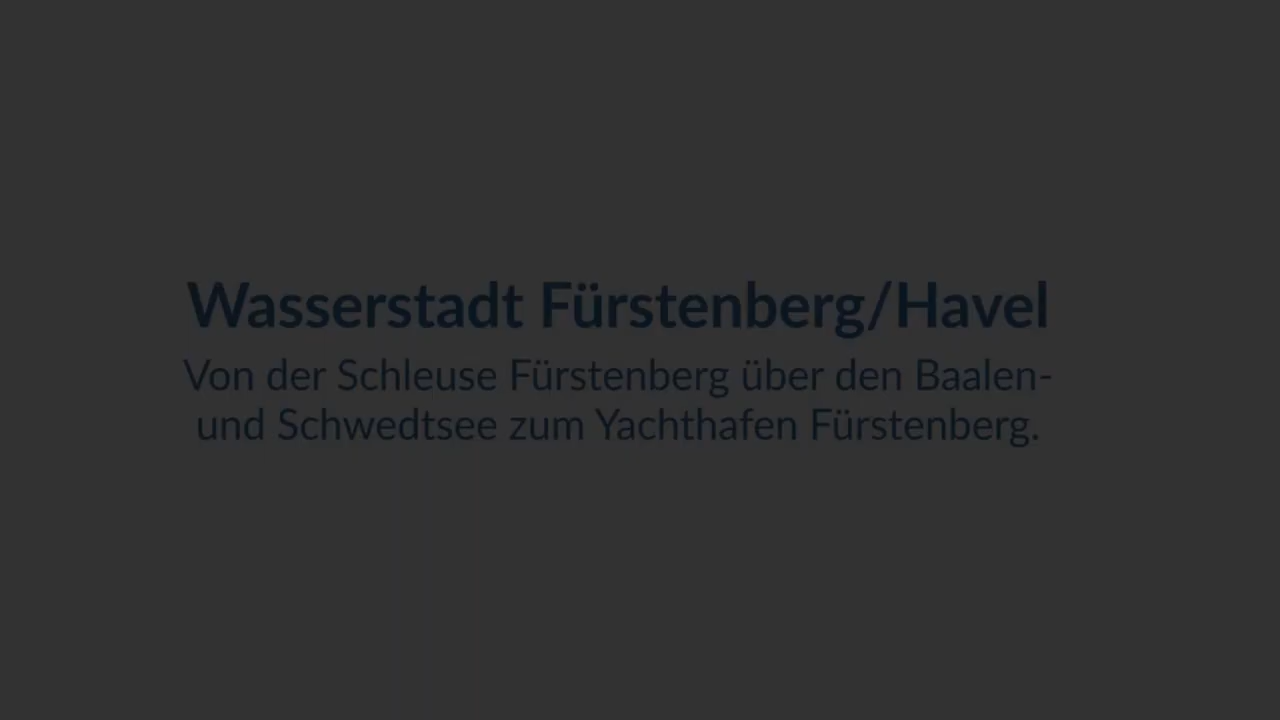 Wasserstadt Fürstenberg/Havel
Von der Schleuse Fürstenberg über den Baalen-
und Schwedtsee zum Yachthafen Fürstenberg.